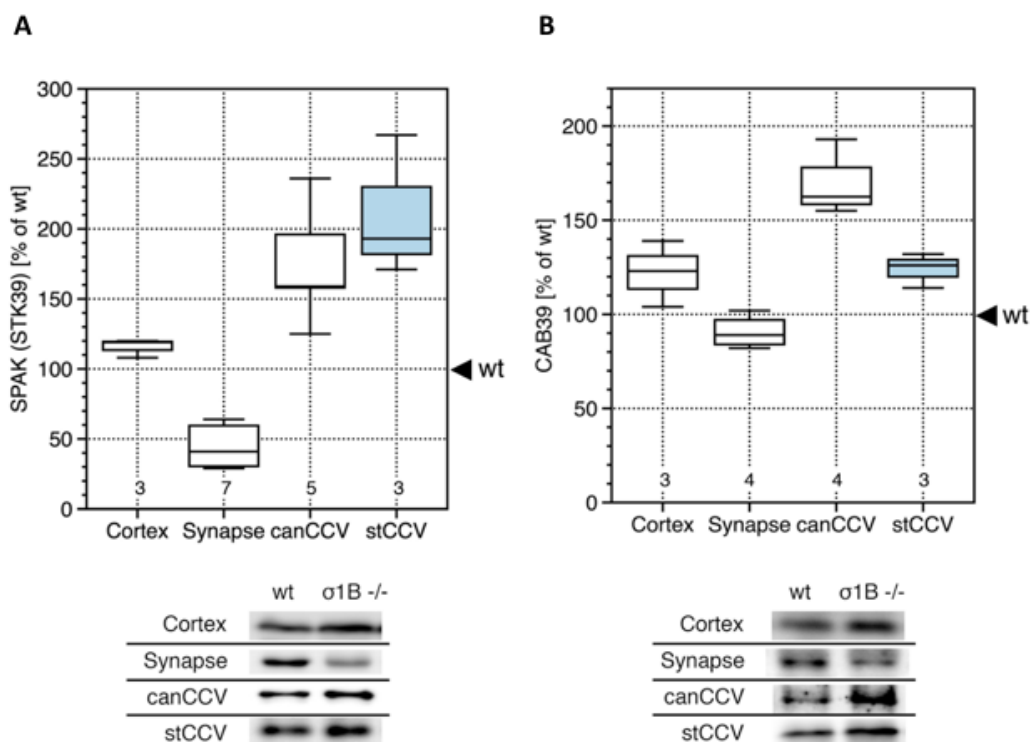 A
B
SPAK (STK39) [% of wt]
300
250
200
150
100
50
0
3
7
5
3
Cortex Synapse canCCV stCCV
wt
CAB39 [% of wt]
200
150
100
50
0
3
4
4
3
Cortex Synapse canCCV stCCV
wt
wt σ1B -/-
Cortex
Synapse
canCCV
stCCV
wt σ1B -/-
Cortex
Synapse
canCCV
stCCV